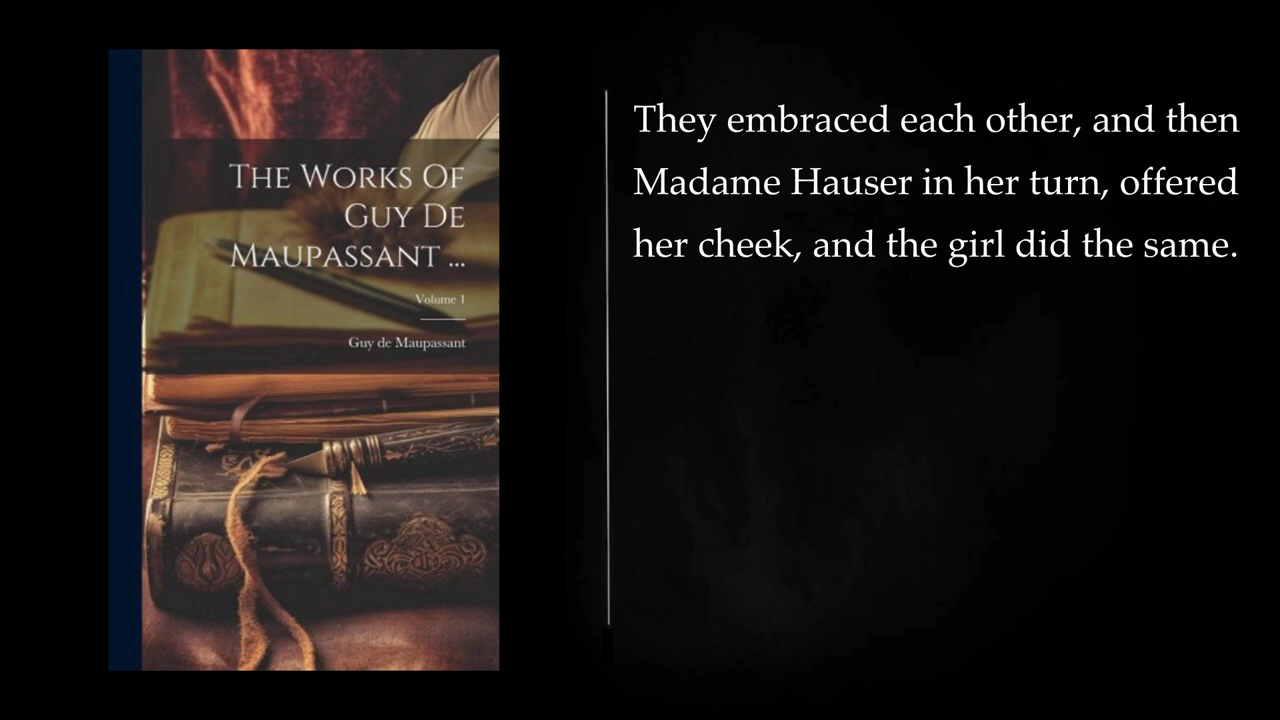 The Works Of
Guy De
Maupassant ...
Volume 1
Guy de Maupassant
They embraced each other, and then
Madame Hauser in her turn, offered
her cheek, and the girl did the same.